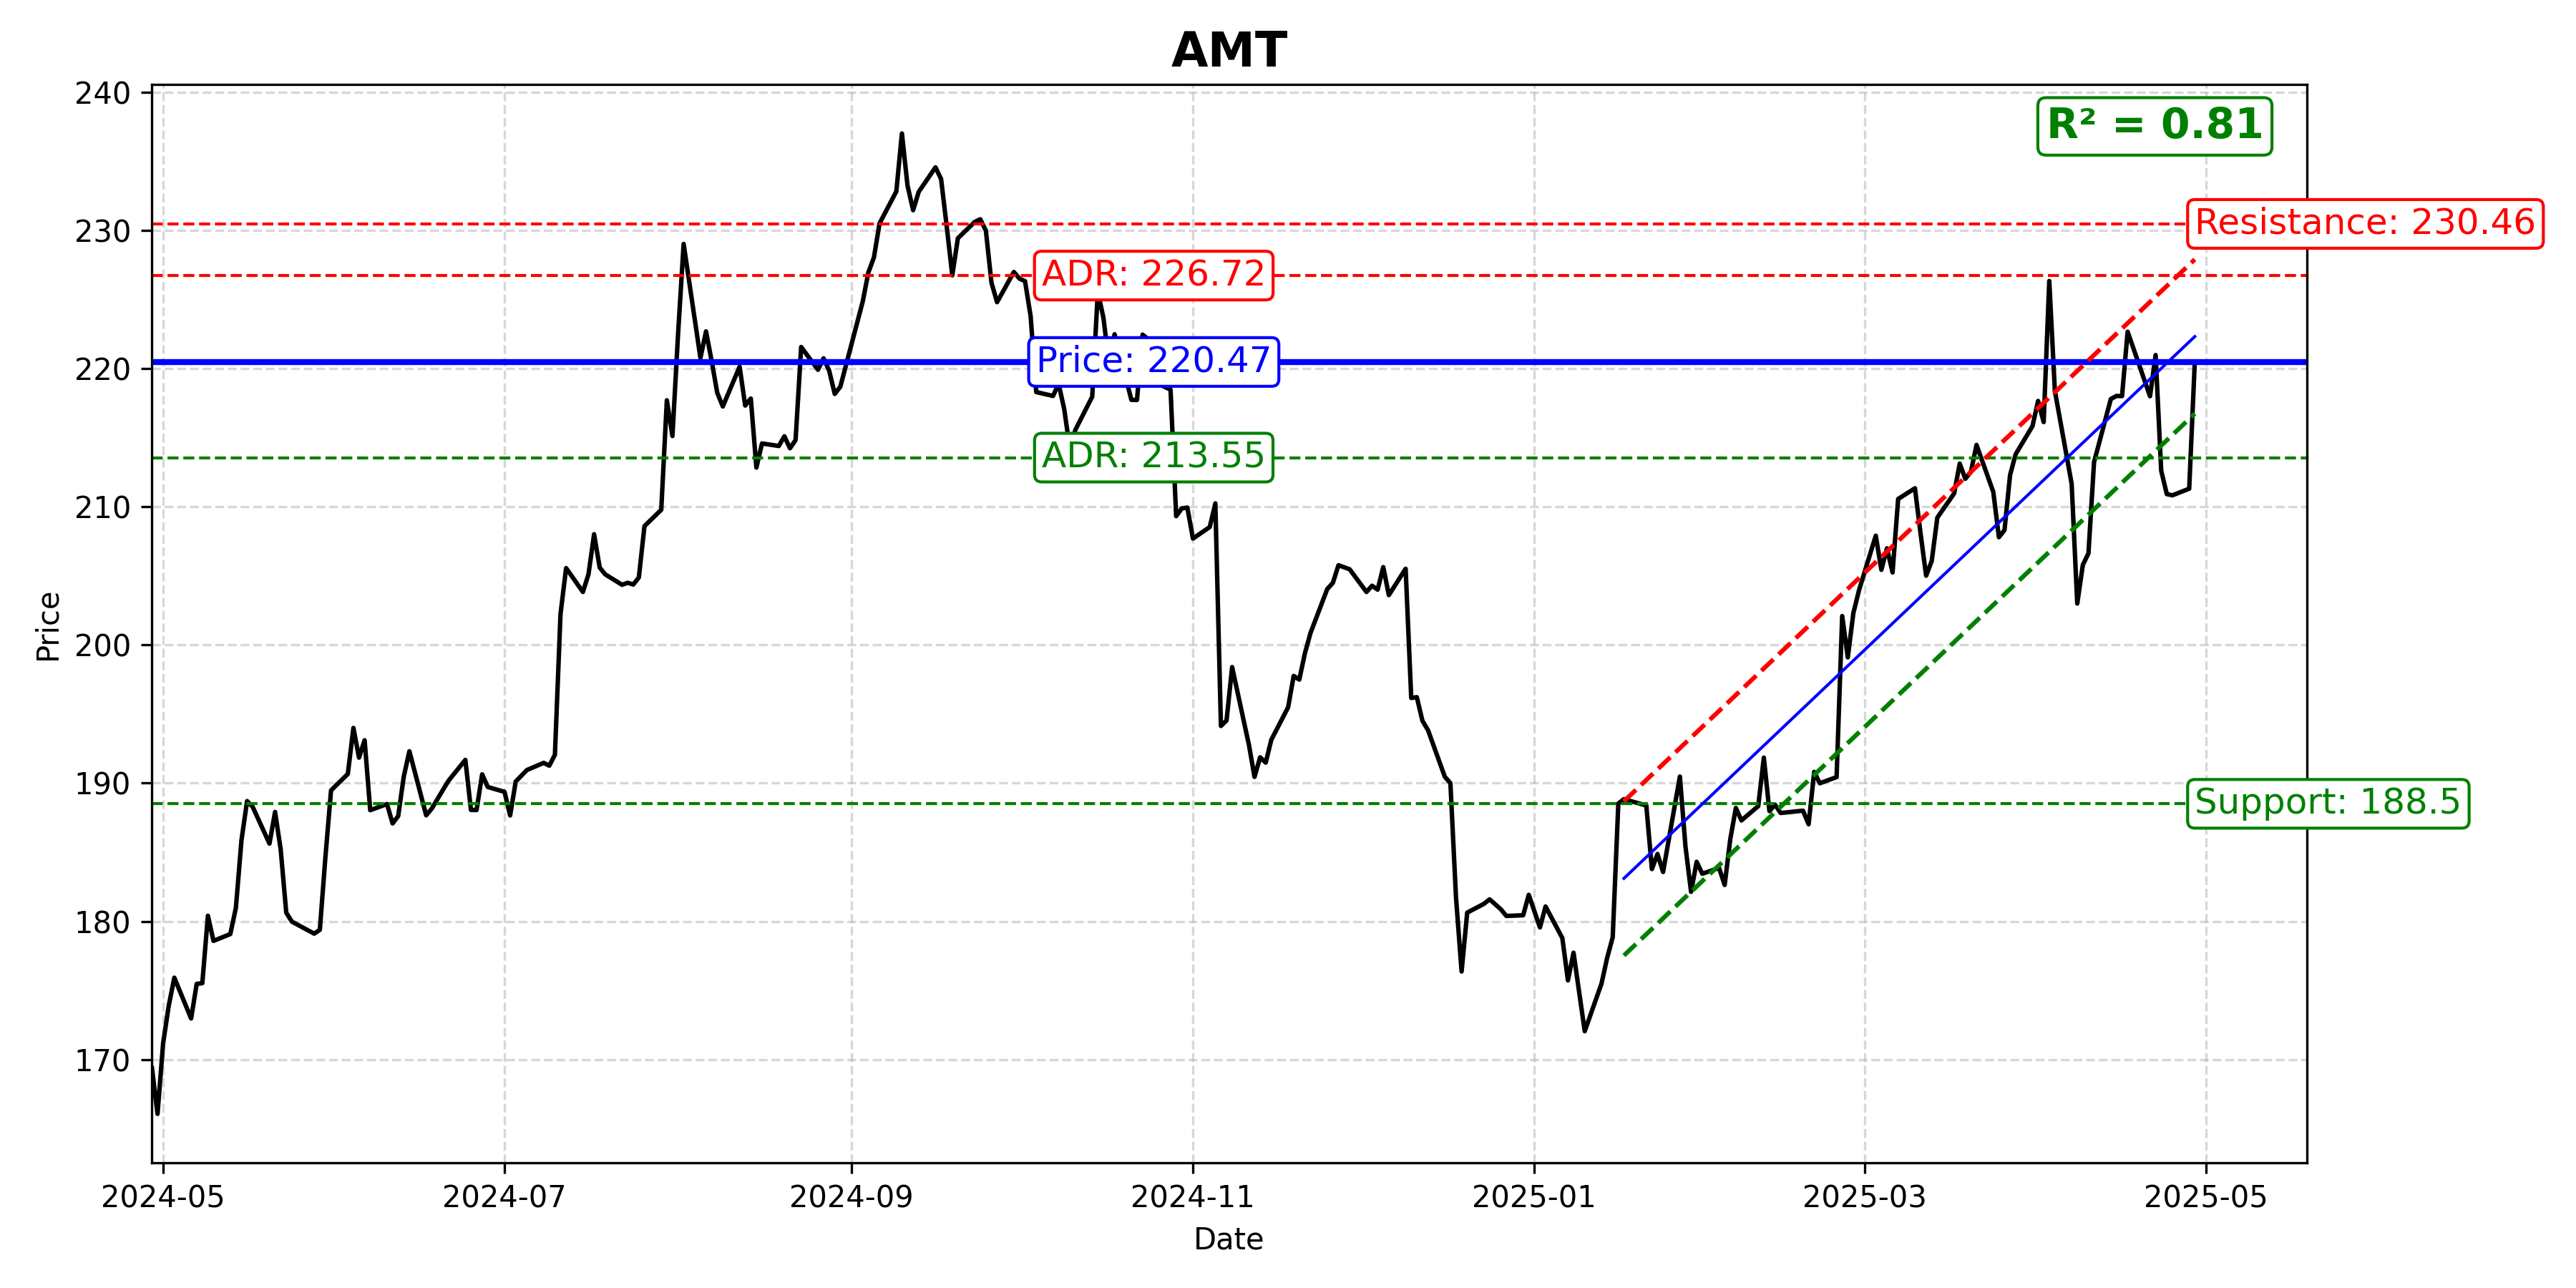 AMT
240
230
220
210
200
190
180
170
Price
R² = 0.81
Resistance: 230.46
ADR: 226.72
Price: 220.47
ADR: 213.55
Support: 188.5
2024-05
2024-07
2024-09
2024-11
2025-01
2025-03
2025-05
Date